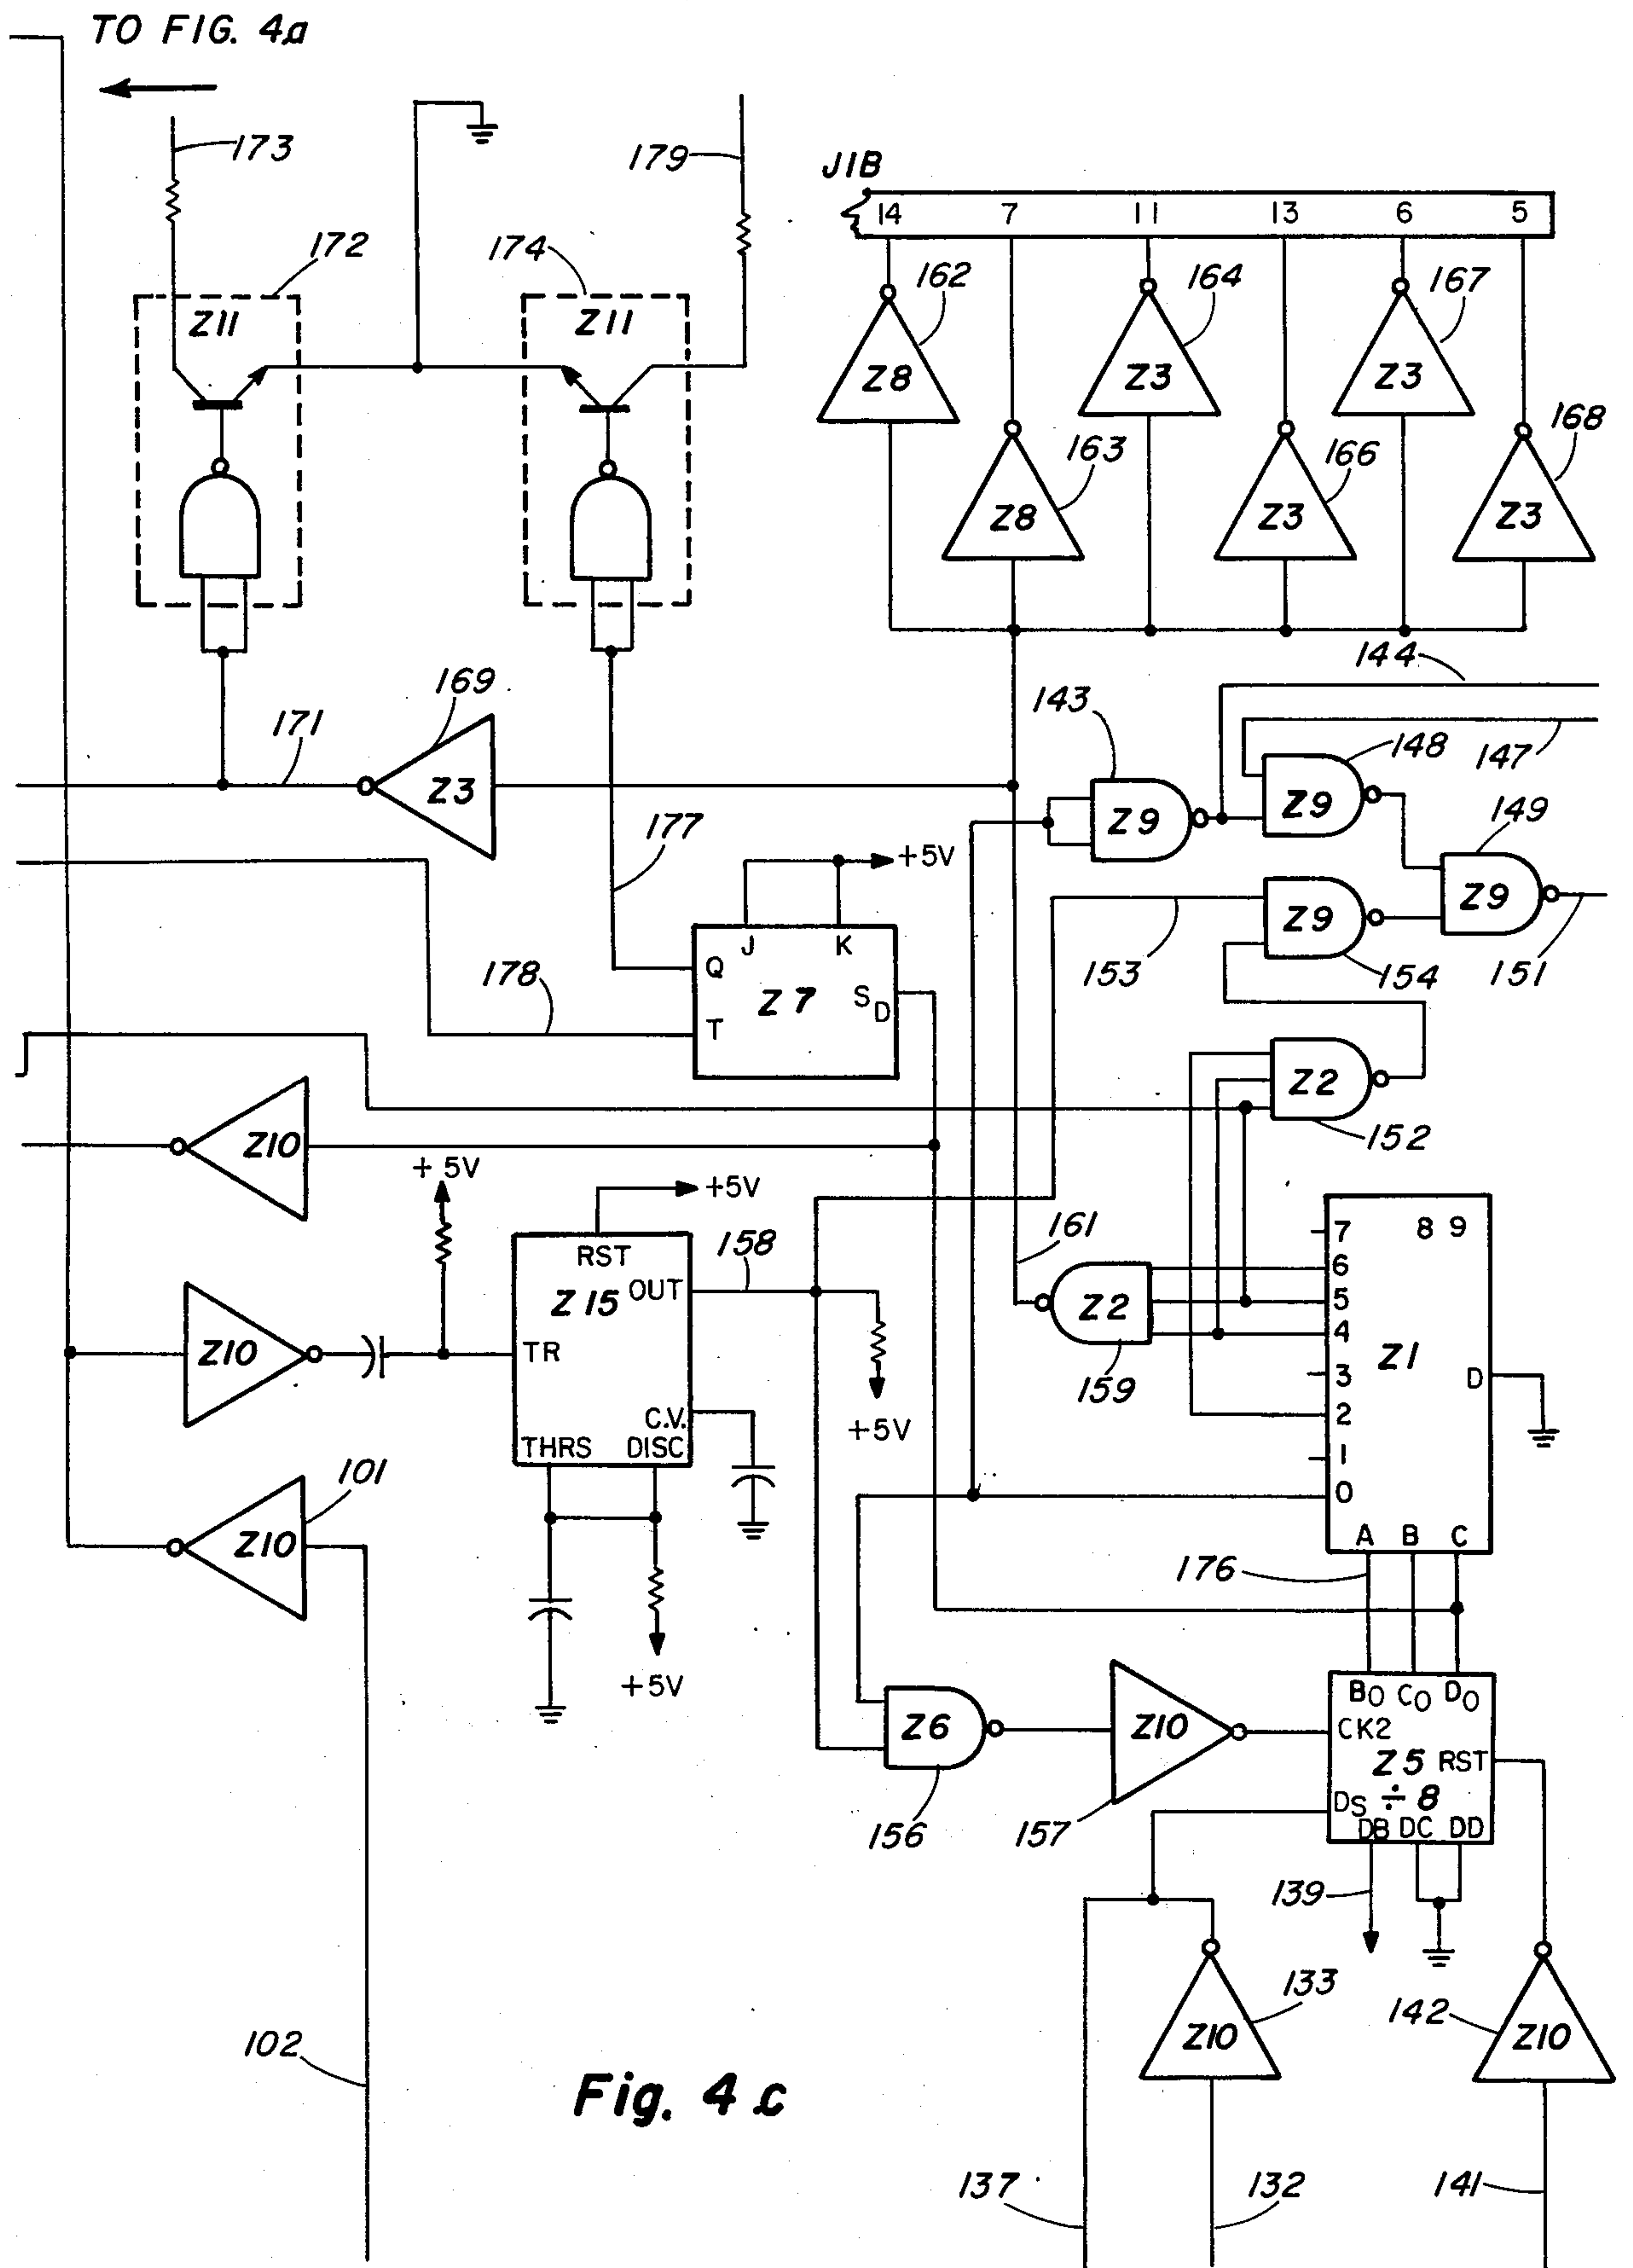 TO FIG. 4a
173
179
J1B
14 7 11 13 6 5
172
174
162
164
167
Z11
Z11
Z8
Z3
Z3
163
166
168
Z8
Z3
Z3
144
169
143
171
148
147
Z3
Z9
Z9
149
177
+5V
Z9
J K
Z9
Q
178
Z7
SD
153
154
151
T
Z2
Z10
152
+5V
+5V
RST
158
161
7 8 9
OUT
6
Z15
Z2
5
4
Z10
TR
Z1
3
D
159
C.V.
2
+5V
THRS DISC
1
101
0
Z10
A B C
176
+5V
BO CO DO
Z6
Z10
CK2
Z5 RST
DS ÷8
156
157
DB DC DD
139
133
142
Z10
Z10
102
Fig. 4c
137
132
141